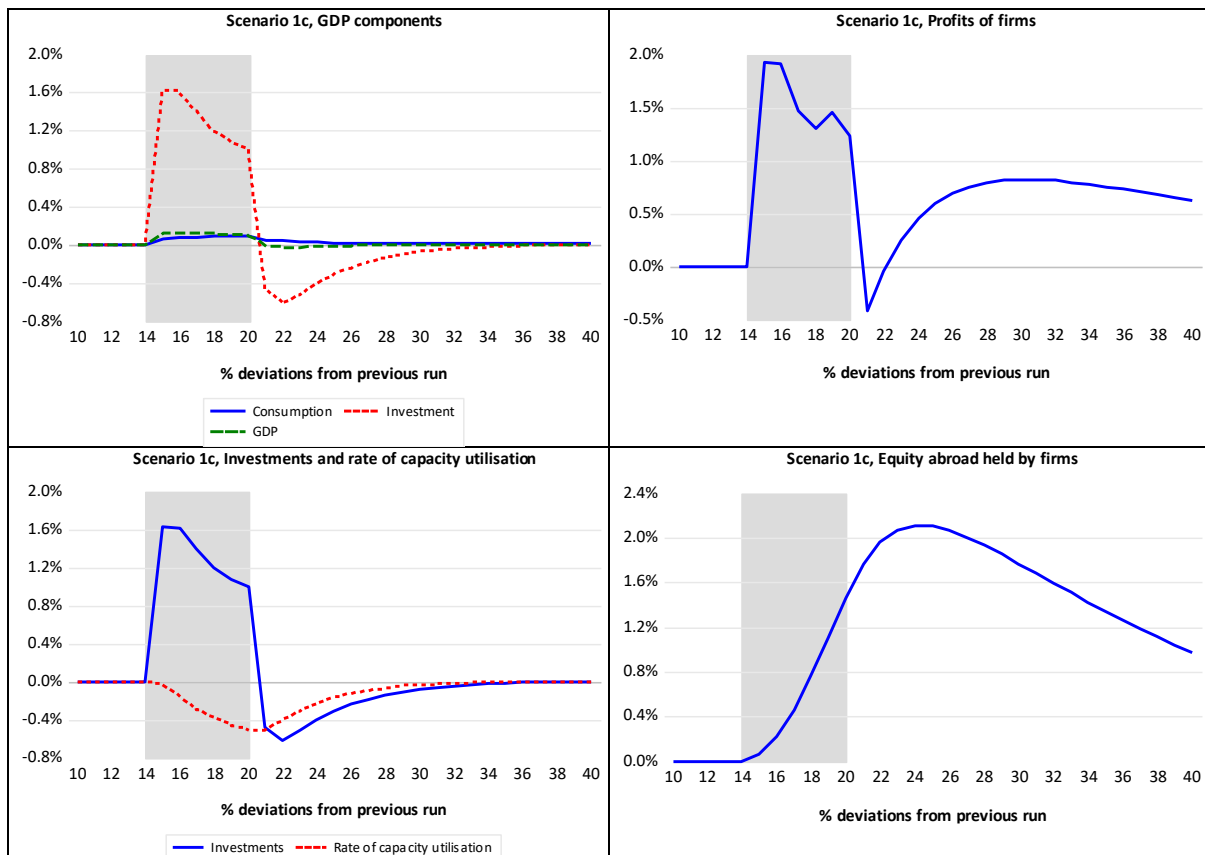 Scenario 1c, GDP components
2.0%
1.6%
1.2%
0.8%
0.4%
0.0%
-0.4%
-0.8%
10 12 14 16 18 20 22 24 26 28 30 32 34 36 38 40
% deviations from previous run
Consumption Investment
GDP
Scenario 1c, Profits of firms
2.0%
1.5%
1.0%
0.5%
0.0%
-0.5%
10 12 14 16 18 20 22 24 26 28 30 32 34 36 38 40
% deviations from previous run
Scenario 1c, Investments and rate of capacity utilisation
2.0%
1.6%
1.2%
0.8%
0.4%
0.0%
-0.4%
-0.8%
10 12 14 16 18 20 22 24 26 28 30 32 34 36 38 40
% deviations from previous run
Investments Rate of capacity utilisation
Scenario 1c, Equity abroad held by firms
2.4%
2.0%
1.6%
1.2%
0.8%
0.4%
0.0%
10 12 14 16 18 20 22 24 26 28 30 32 34 36 38 40
% deviations from previous run